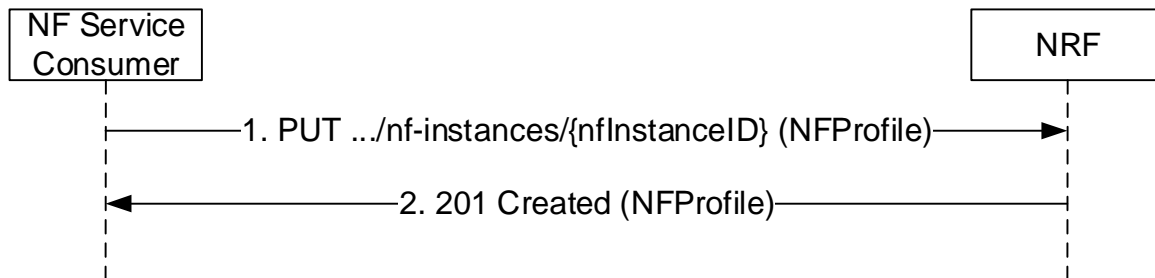 NF Service
Consumer
NRF
1. PUT .../nf-instances/{nfInstanceID} (NFProfile)
2. 201 Created (NFProfile)